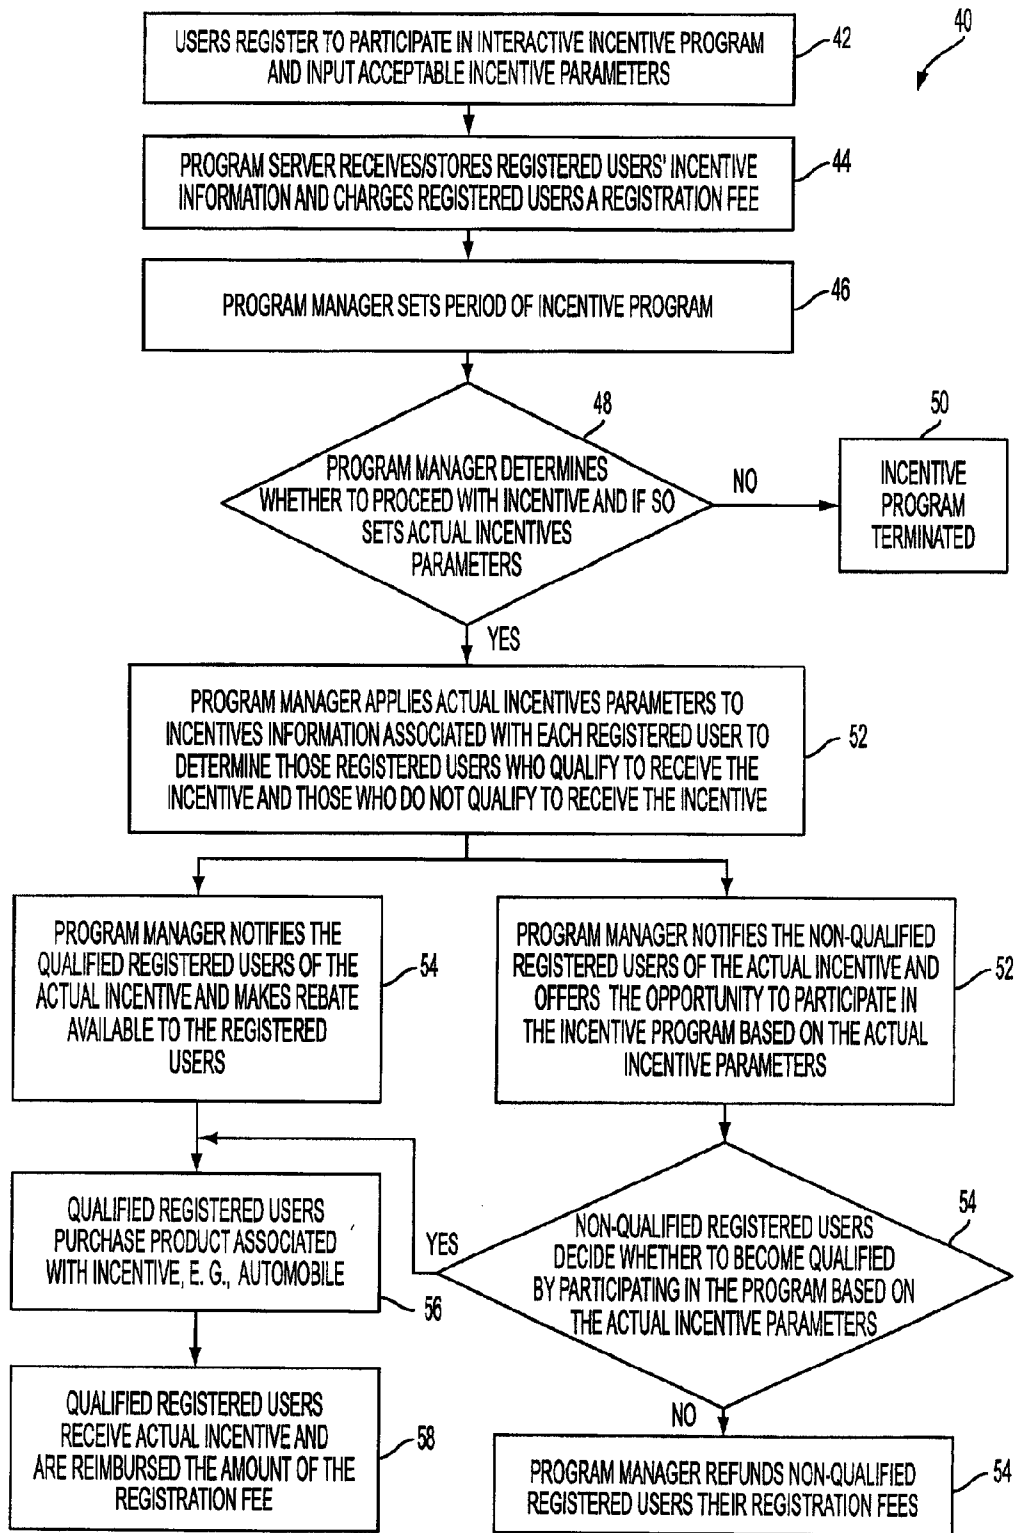 40
USERS REGISTER TO PARTICIPATE IN INTERACTIVE INCENTIVE PROGRAM
AND INPUT ACCEPTABLE INCENTIVE PARAMETERS
42
PROGRAM SERVER RECEIVES/STORES REGISTERED USERS' INCENTIVE
INFORMATION AND CHARGES REGISTERED USERS A REGISTRATION FEE
44
PROGRAM MANAGER SETS PERIOD OF INCENTIVE PROGRAM
46
48
PROGRAM MANAGER DETERMINES
WHETHER TO PROCEED WITH INCENTIVE AND IF SO
SETS ACTUAL INCENTIVES
PARAMETERS
NO
50
INCENTIVE
PROGRAM
TERMINATED
YES
PROGRAM MANAGER APPLIES ACTUAL INCENTIVES PARAMETERS TO
INCENTIVES INFORMATION ASSOCIATED WITH EACH REGISTERED USER TO
DETERMINE THOSE REGISTERED USERS WHO QUALIFY TO RECEIVE THE
INCENTIVE AND THOSE WHO DO NOT QUALIFY TO RECEIVE THE INCENTIVE
52
PROGRAM MANAGER NOTIFIES THE
QUALIFIED REGISTERED USERS OF THE
ACTUAL INCENTIVE AND MAKES REBATE
AVAILABLE TO THE REGISTERED
USERS
54
PROGRAM MANAGER NOTIFIES THE NON-QUALIFIED
REGISTERED USERS OF THE ACTUAL INCENTIVE AND
OFFERS THE OPPORTUNITY TO PARTICIPATE IN
THE INCENTIVE PROGRAM BASED ON THE ACTUAL
INCENTIVE PARAMETERS
52
QUALIFIED REGISTERED USERS
PURCHASE PRODUCT ASSOCIATED
WITH INCENTIVE, E. G., AUTOMOBILE
56
YES
NON-QUALIFIED REGISTERED USERS
DECIDE WHETHER TO BECOME QUALIFIED
BY PARTICIPATING IN THE PROGRAM BASED ON
THE ACTUAL INCENTIVE PARAMETERS
54
QUALIFIED REGISTERED USERS
RECEIVE ACTUAL INCENTIVE AND
ARE REIMBURSED THE AMOUNT OF THE
REGISTRATION FEE
58
NO
PROGRAM MANAGER REFUNDS NON-QUALIFIED
REGISTERED USERS THEIR REGISTRATION FEES
54